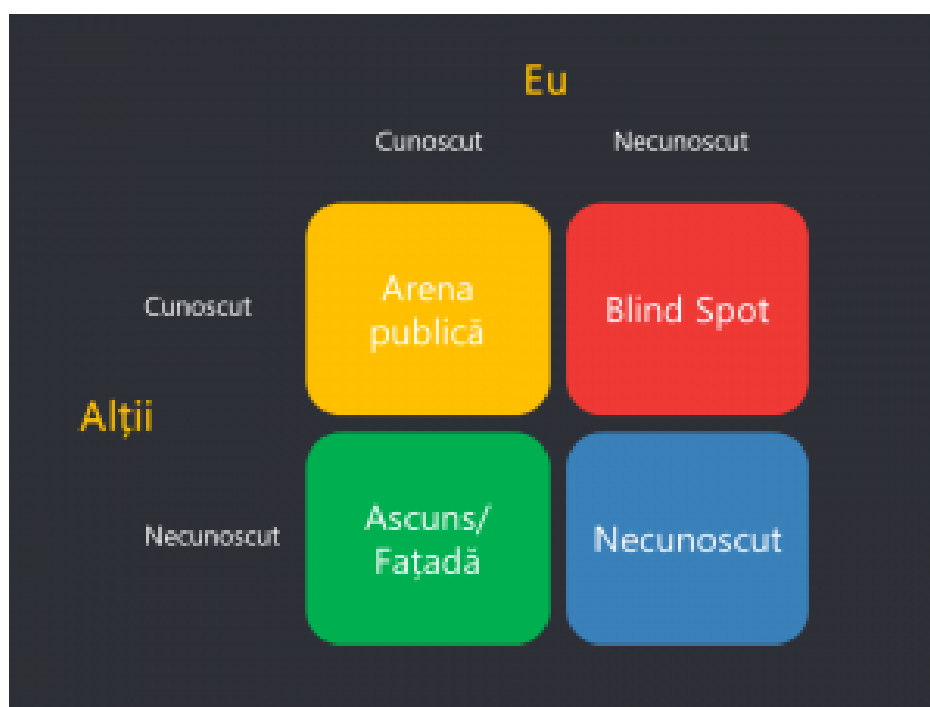 Eu
Cunoscut Necunoscut
Cunoscut
Arena
publică
Blind Spot
Alții
Necunoscut
Ascuns/
Fațadă
Necunoscut